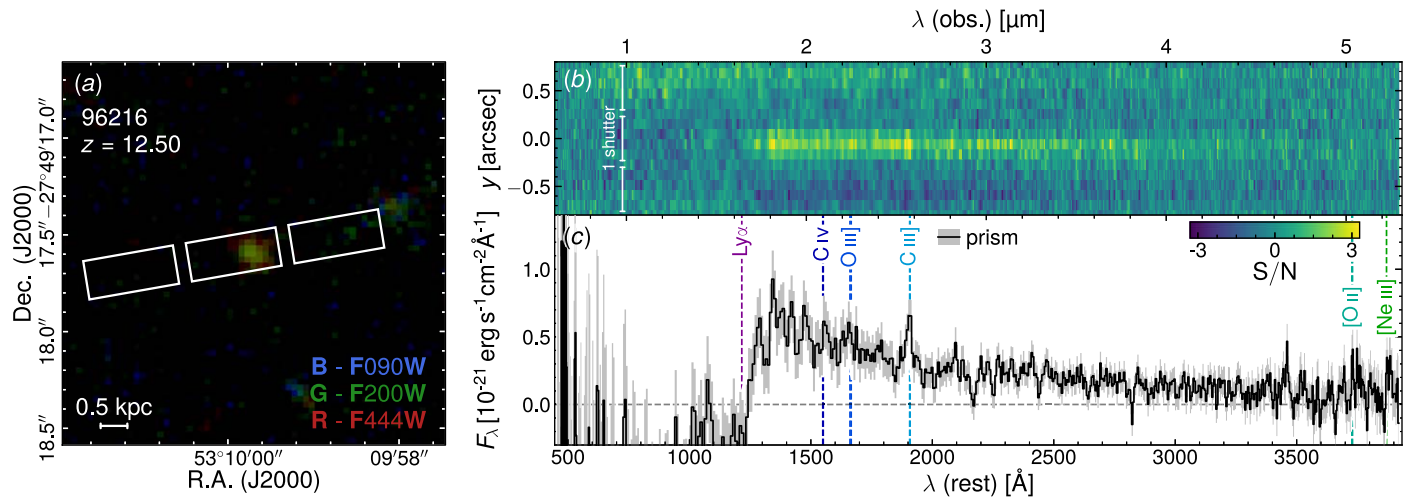 (a)
96216
z = 12.50
B - F090W
G - F200W
R - F444W
0.5 kpc
Dec. (J2000)
−27°49′17.0″
17.5″
18.0″
18.5″
53°10′00″
09′58″
R.A. (J2000)
λ (obs.) [μm]
1
2
3
4
5
(b)
1 shutter
y [arcsec]
0.5
0.0
−0.5
(c)
prism
Lyα
C IV
O III]
C III]
[O II]
[Ne III]
-3
0
3
S/N
F_λ [10⁻²¹ erg s⁻¹ cm⁻² Å⁻¹]
1.0
0.5
0.0
500
1000
1500
2000
2500
3000
3500
λ (rest) [Å]